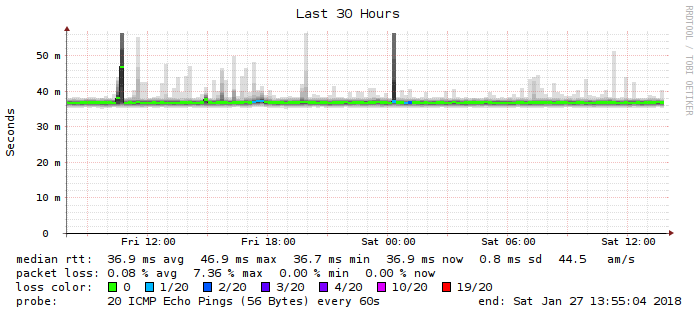 Last 30 Hours
RRDTOOL / TOBI OETIKER
Seconds
50 m
40 m
30 m
20 m
10 m
0
Fri 12:00 Fri 18:00 Sat 00:00 Sat 06:00 Sat 12:00
median rtt: 36.9 ms avg 46.9 ms max 36.7 ms min 36.9 ms now 0.8 ms sd 44.5 am/s
packet loss: 0.08 % avg 7.36 % max 0.00 % min 0.00 % now
loss color: 0 1/20 2/20 3/20 4/20 10/20 19/20
probe: 20 ICMP Echo Pings (56 Bytes) every 60s end: Sat Jan 27 13:55:04 2018